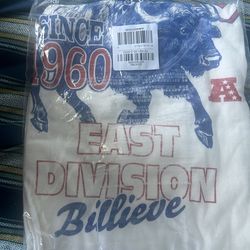 SINCE
1960
A
EAST
DIVISION
Billieve